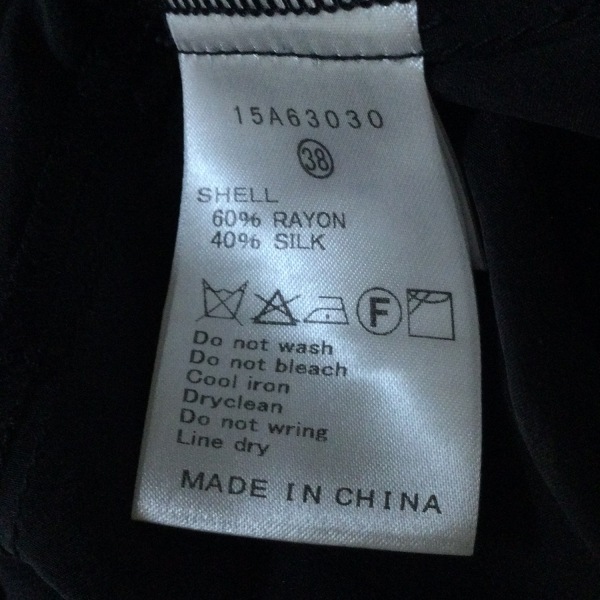 15A63030
38
SHELL
60% RAYON
40% SILK
F
Do not wash
Do not bleach
Cool iron
Dryclean
Do not wring
Line dry
MADE IN CHINA